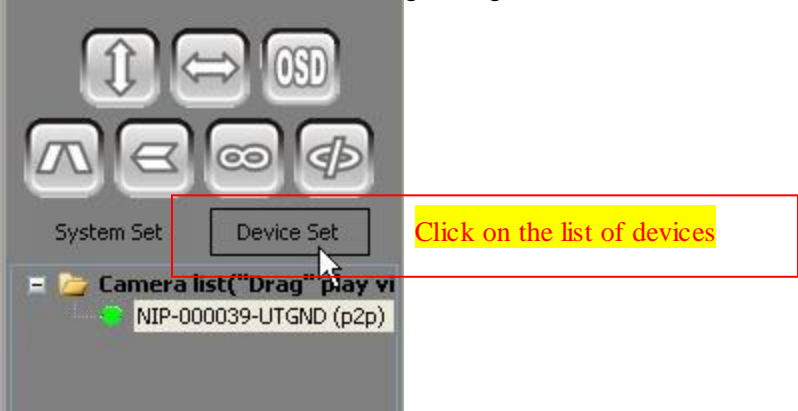 OSD
System Set
Device Set
Click on the list of devices
Camera list("Drag" play vi
NIP-000039-UTGND (p2p)